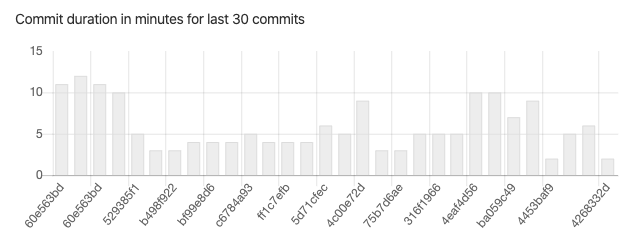 Commit duration in minutes for last 30 commits
15
10
5
0
60e563bd
60e563bd
529385f1
b498f922
bf99e8d6
c6784a93
ff1c7efb
5d71cfec
4c00e72d
75b7d6ae
316f1966
4eaf4d56
ba059c49
4453baf9
4268332d